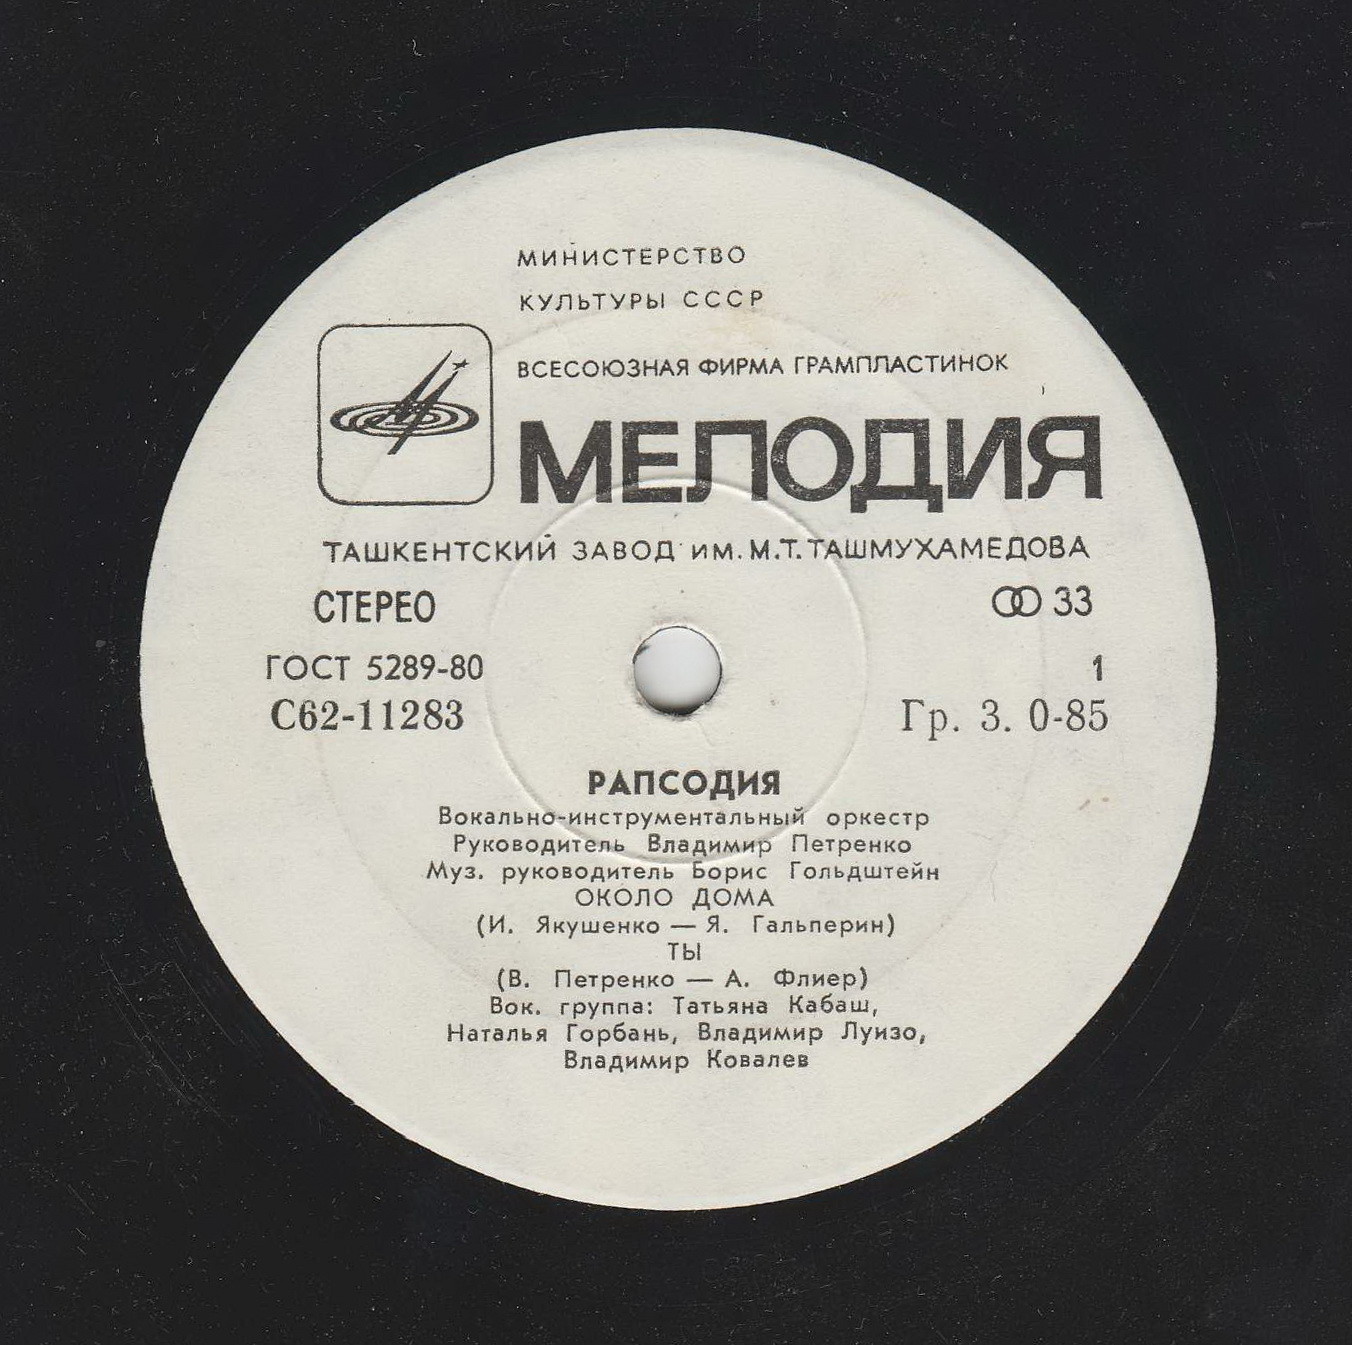 МИНИСТЕРСТВО
КУЛЬТУРЫ СССР
ВСЕСОЮЗНАЯ ФИРМА ГРАМПЛАСТИНОК
МЕЛОДИЯ
ТАШКЕНТСКИЙ ЗАВОД им. М.Т. ТАШМУХАМЕДОВА
СТЕРЕО 33
ГОСТ 5289-80 1
С62-11283 Гр. 3. 0-85
РАПСОДИЯ
Вокально-инструментальный оркестр
Руководитель Владимир Петренко
Муз. руководитель Борис Гольдштейн
ОКОЛО ДОМА
(И. Якушенко — Я. Гальперин)
ТЫ
(В. Петренко — А. Флиер)
Вок. группа: Татьяна Кабаш,
Наталья Горбань, Владимир Луизо,
Владимир Ковалев